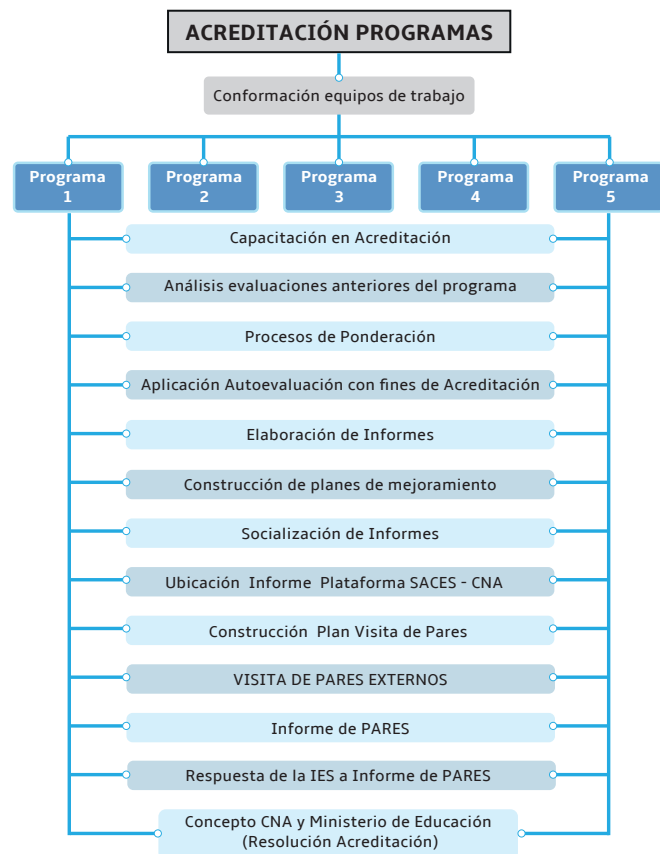 ACREDITACIÓN PROGRAMAS
Conformación equipos de trabajo
Programa
1
Programa
2
Programa
3
Programa
4
Programa
5
Capacitación en Acreditación
Análisis evaluaciones anteriores del programa
Procesos de Ponderación
Aplicación Autoevaluación con fines de Acreditación
Elaboración de Informes
Construcción de planes de mejoramiento
Socialización de Informes
Ubicación Informe Plataforma SACES - CNA
Construcción Plan Visita de Pares
VISITA DE PARES EXTERNOS
Informe de PARES
Respuesta de la IES a Informe de PARES
Concepto CNA y Ministerio de Educación
(Resolución Acreditación)